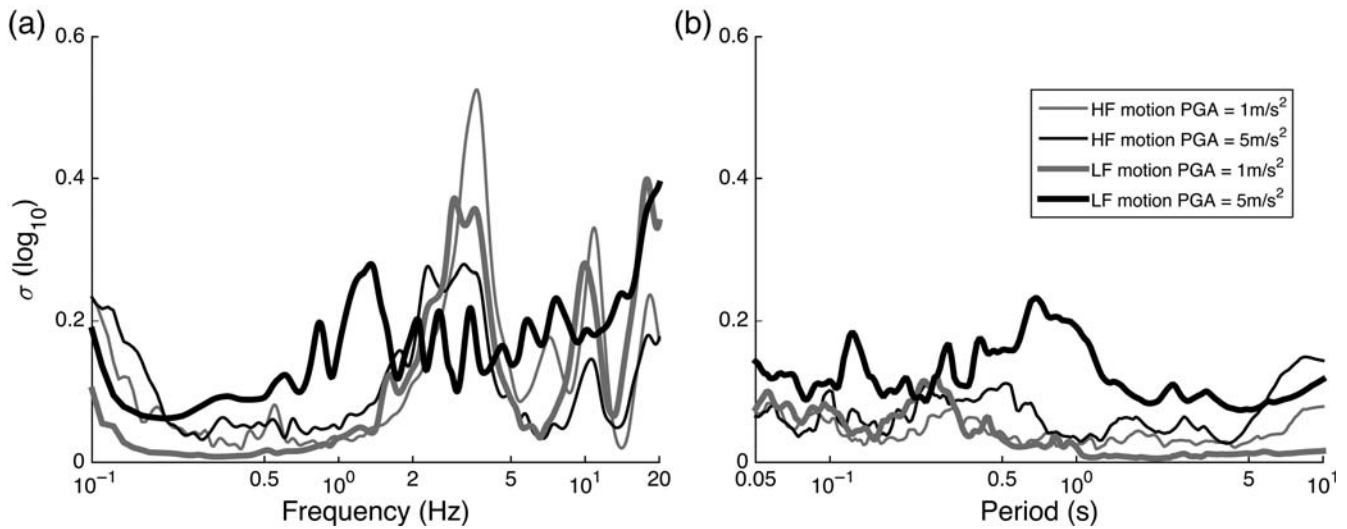 (a)
0.6
0.4
0.2
0
σ (log10)
10⁻¹ 0.5 10⁰ 2 5 10¹ 20
Frequency (Hz)
(b)
0.6
0.4
0.2
0
HF motion PGA = 1m/s²
HF motion PGA = 5m/s²
LF motion PGA = 1m/s²
LF motion PGA = 5m/s²
0.05 10⁻¹ 0.5 10⁰ 5 10¹
Period (s)